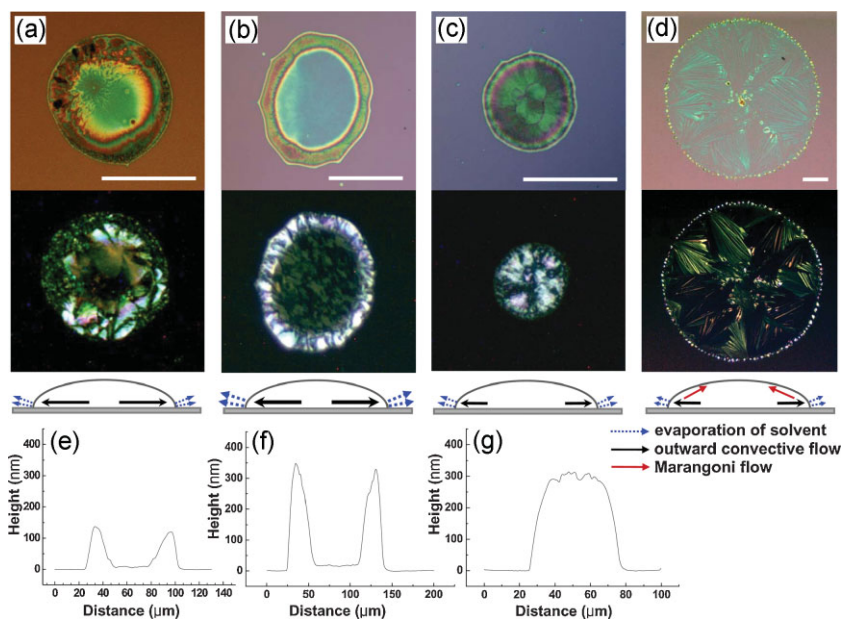 (a) (b) (c) (d)
evaporation of solvent
outward convective flow
Marangoni flow
(e) (f) (g)
Height (nm)
400
300
200
100
0
0 20 40 60 80 100 120
Distance (μm)
Height (nm)
400
300
200
100
0
0 50 100 150 200
Distance (μm)
Height (nm)
400
300
200
100
0
0 20 40 60 80 100
Distance (μm)